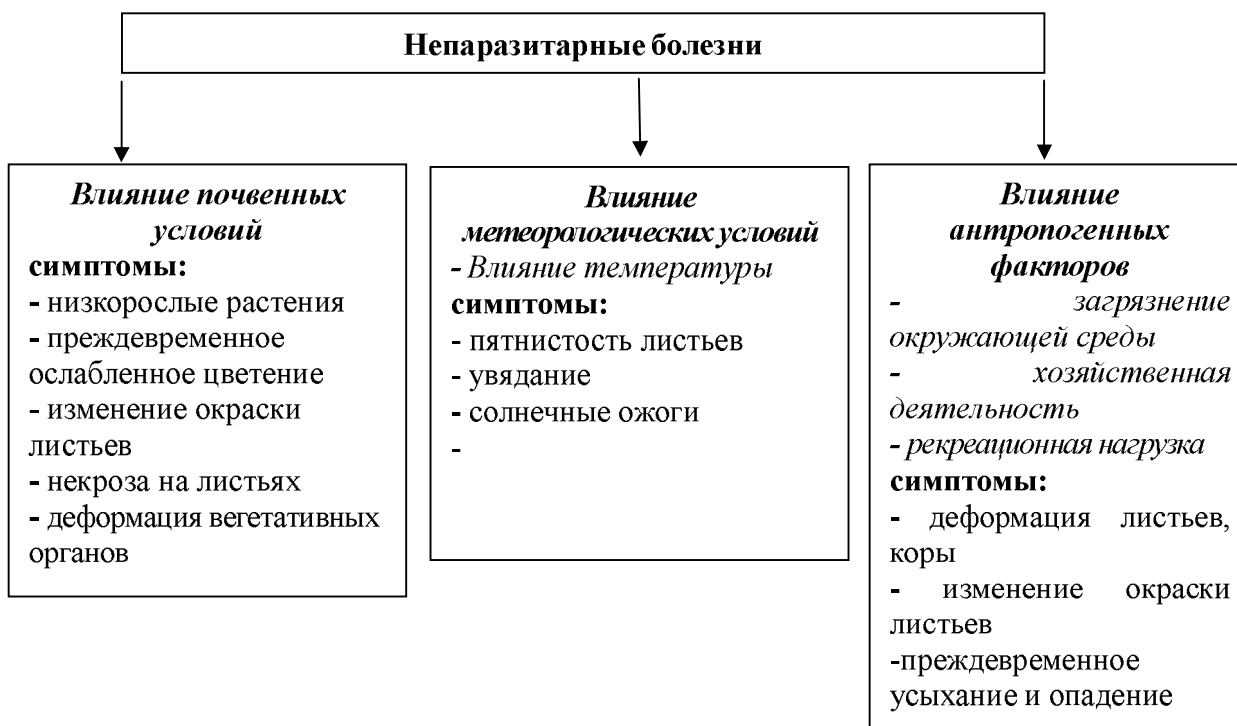 Непаразитарные болезни
Влияние почвенных
условий
симптомы:
- низкорослые растения
- преждевременное
ослабленное цветение
- изменение окраски
листьев
- некроза на листьях
- деформация вегетативных
органов
Влияние
метеорологических условий
- Влияние температуры
симптомы:
- пятнистость листьев
- увядание
- солнечные ожоги
-
Влияние
антропогенных
факторов
- загрязнение
окружающей среды
- хозяйственная
деятельность
- рекреационная нагрузка
симптомы:
- деформация листьев,
коры
- изменение окраски
листьев
-преждевременное
усыхание и опадение